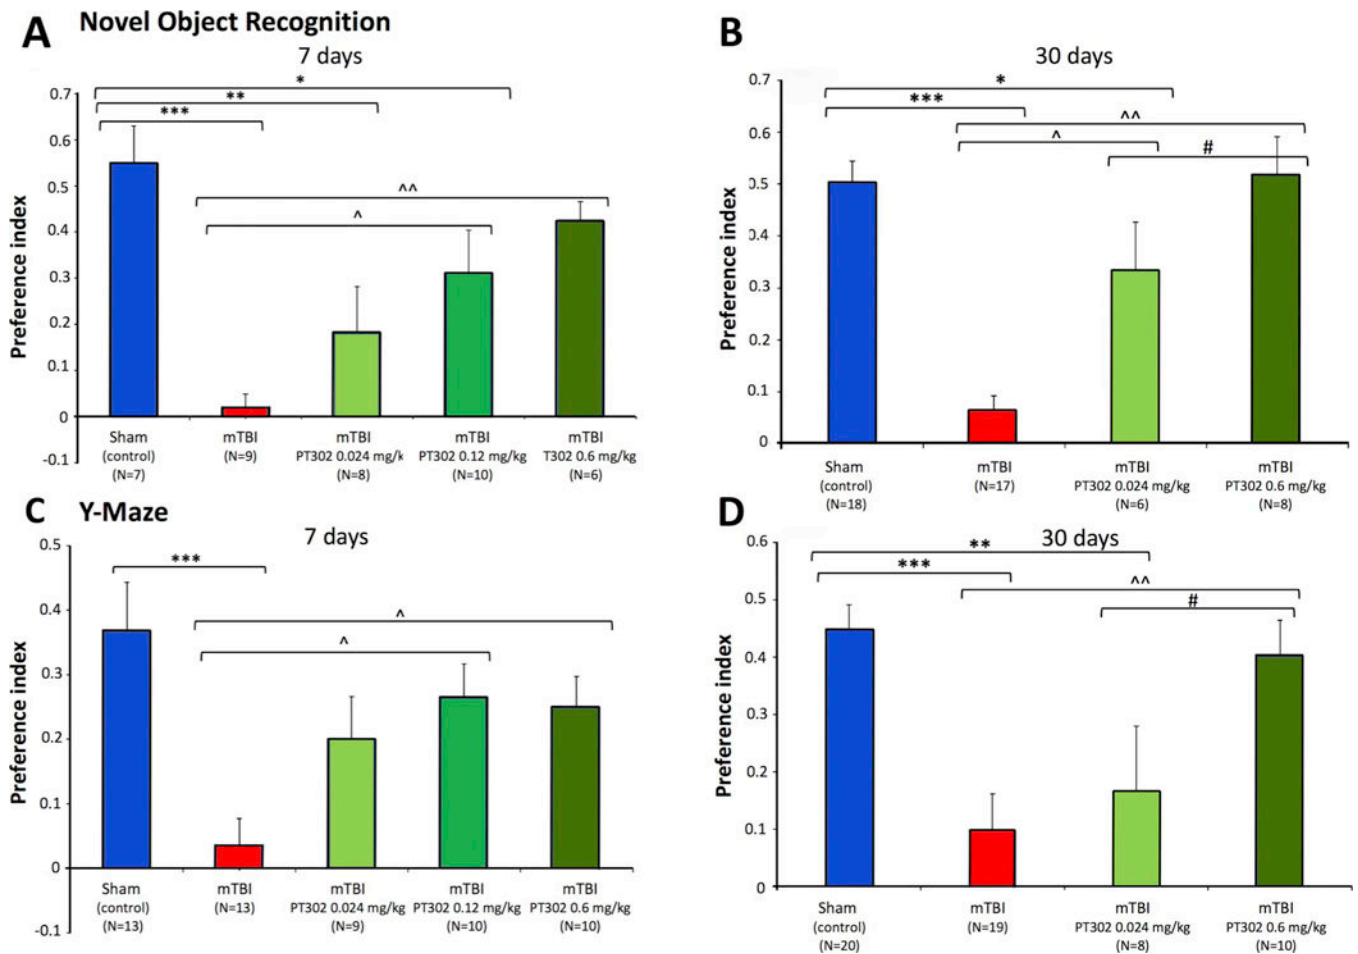 A Novel Object Recognition
7 days
*
**
***
^^
^
Preference index
0.7
0.6
0.5
0.4
0.3
0.2
0.1
0
-0.1
Sham
(control)
(N=7)
mTBI
(N=9)
mTBI
PT302 0.024 mg/k
(N=8)
mTBI
PT302 0.12 mg/kg
(N=10)
mTBI
T302 0.6 mg/kg
(N=6)
B
30 days
*
***
^^
^
#
Preference index
0.7
0.6
0.5
0.4
0.3
0.2
0.1
0
Sham
(control)
(N=18)
mTBI
(N=17)
mTBI
PT302 0.024 mg/kg
(N=6)
mTBI
PT302 0.6 mg/kg
(N=8)
C Y-Maze
7 days
***
^
^
Preference index
0.5
0.4
0.3
0.2
0.1
0
-0.1
Sham
(control)
(N=13)
mTBI
(N=13)
mTBI
PT302 0.024 mg/kg
(N=9)
mTBI
PT302 0.12 mg/kg
(N=10)
mTBI
PT302 0.6 mg/kg
(N=10)
D
30 days
**
***
^^
#
Preference index
0.6
0.5
0.4
0.3
0.2
0.1
0
Sham
(control)
(N=20)
mTBI
(N=19)
mTBI
PT302 0.024 mg/kg
(N=8)
mTBI
PT302 0.6 mg/kg
(N=10)